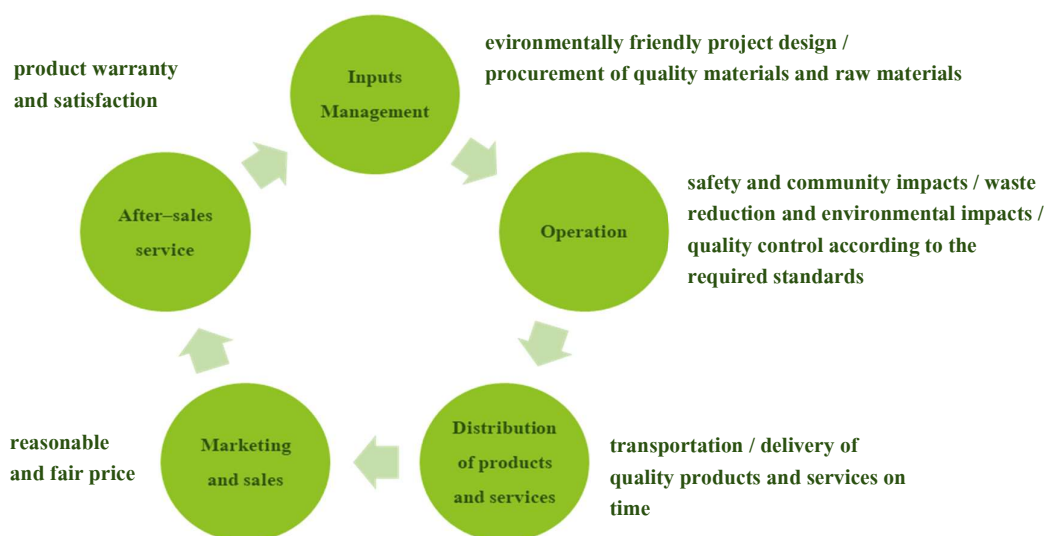 evironmentally friendly project design /
procurement of quality materials and raw materials
Inputs
Management
product warranty
and satisfaction
safety and community impacts / waste
reduction and environmental impacts /
quality control according to the
required standards
Operation
After–sales
service
Distribution
of products
and services
transportation / delivery of
quality products and services on
time
Marketing
and sales
reasonable
and fair price